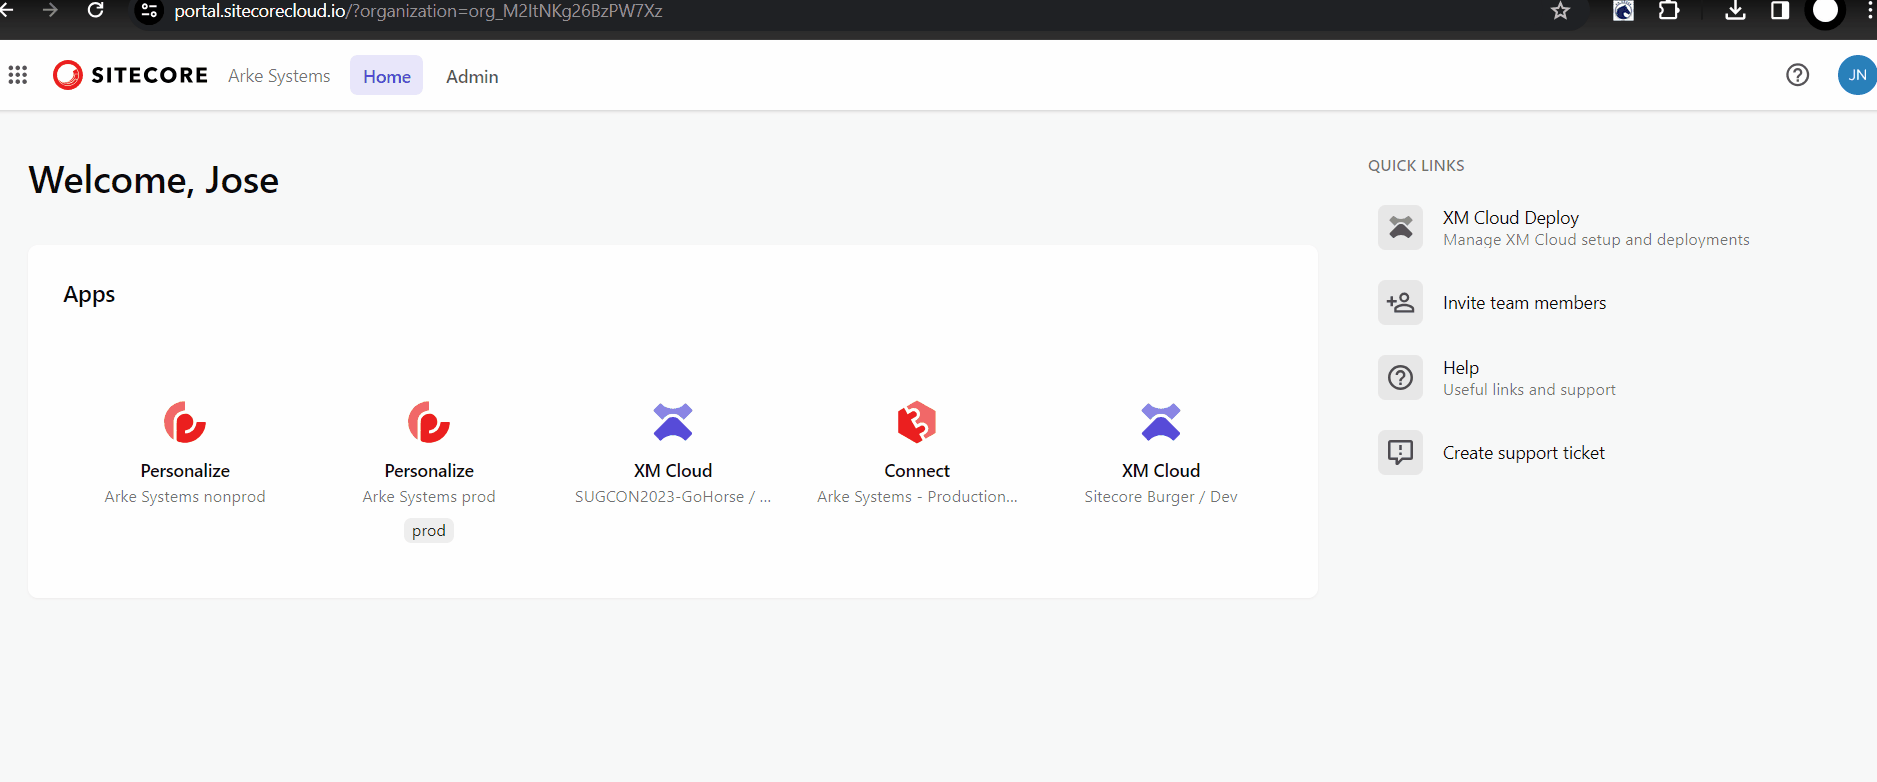 portal.sitecorecloud.io/?organization=org_M2ItNKg26BzPW7Xz
SITECORE Arke Systems Home Admin
JN
Welcome, Jose
Apps
Personalize
Arke Systems nonprod
Personalize
Arke Systems prod
prod
XM Cloud
SUGCON2023-GoHorse / ...
Connect
Arke Systems - Production...
XM Cloud
Sitecore Burger / Dev
QUICK LINKS
XM Cloud Deploy
Manage XM Cloud setup and deployments
Invite team members
Help
Useful links and support
Create support ticket